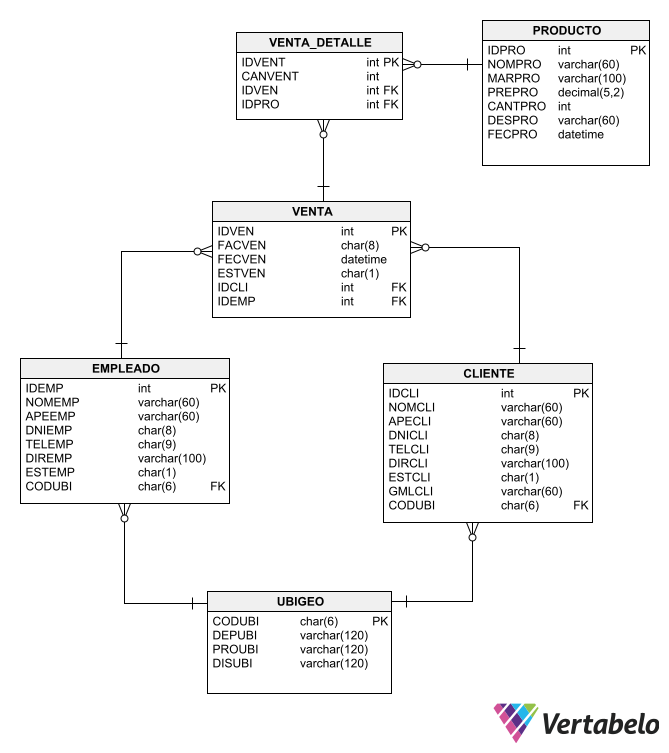 VENTA_DETALLE
IDVENT int PK
CANVENT int
IDVEN int FK
IDPRO int FK
PRODUCTO
IDPRO int PK
NOMPRO varchar(60)
MARPRO varchar(100)
PREPRO decimal(5,2)
CANTPRO int
DESPRO varchar(60)
FECPRO datetime
VENTA
IDVEN int PK
FACVEN char(8)
FECVEN datetime
ESTVEN char(1)
IDCLI int FK
IDEMP int FK
EMPLEADO
IDEMP int PK
NOMEMP varchar(60)
APEEMP varchar(60)
DNIEMP char(8)
TELEMP char(9)
DIREMP varchar(100)
ESTEMP char(1)
CODUBI char(6) FK
CLIENTE
IDCLI int PK
NOMCLI varchar(60)
APECLI varchar(60)
DNICLI char(8)
TELCLI char(9)
DIRCLI varchar(100)
ESTCLI char(1)
GMLCLI varchar(60)
CODUBI char(6) FK
UBIGEO
CODUBI char(6) PK
DEPUBI varchar(120)
PROUBI varchar(120)
DISUBI varchar(120)
Vertabelo